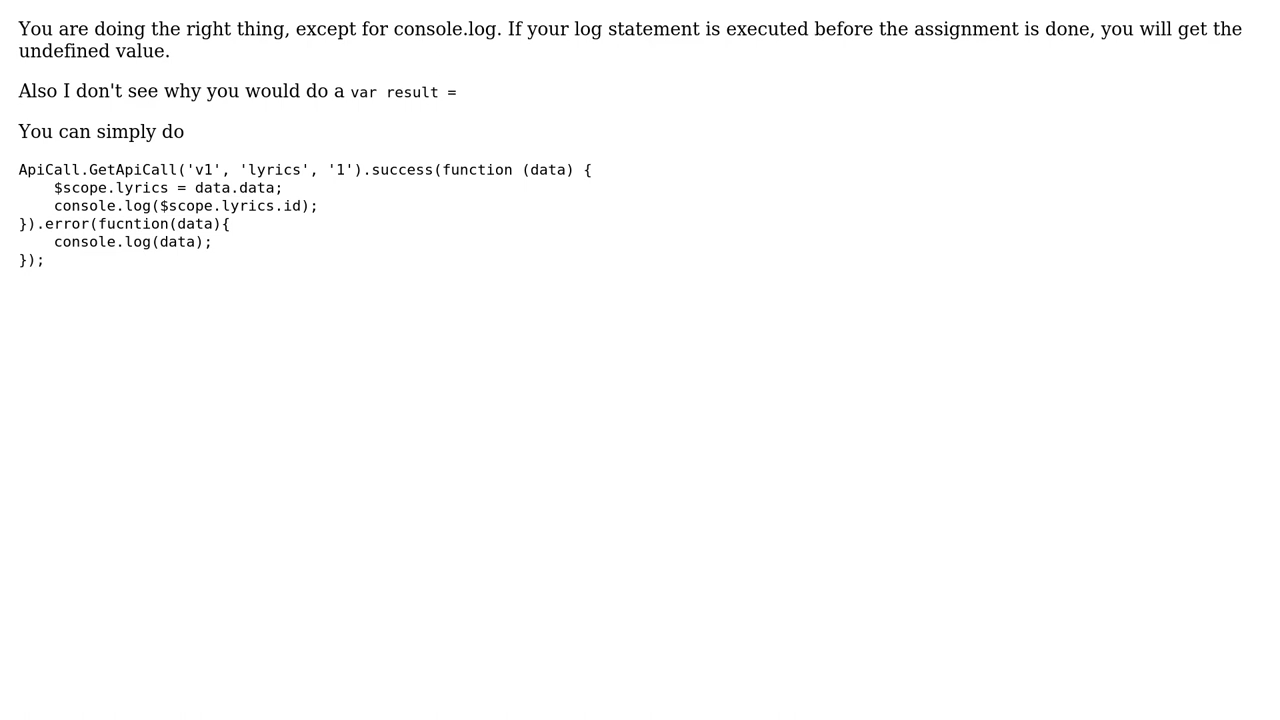 You are doing the right thing, except for console.log. If your log statement is executed before the assignment is done, you will get the
undefined value.
Also I don't see why you would do a var result =
You can simply do
ApiCall.GetApiCall('v1', 'lyrics', '1').success(function (data) {
    $scope.lyrics = data.data;
    console.log($scope.lyrics.id);
}).error(fucntion(data){
    console.log(data);
});